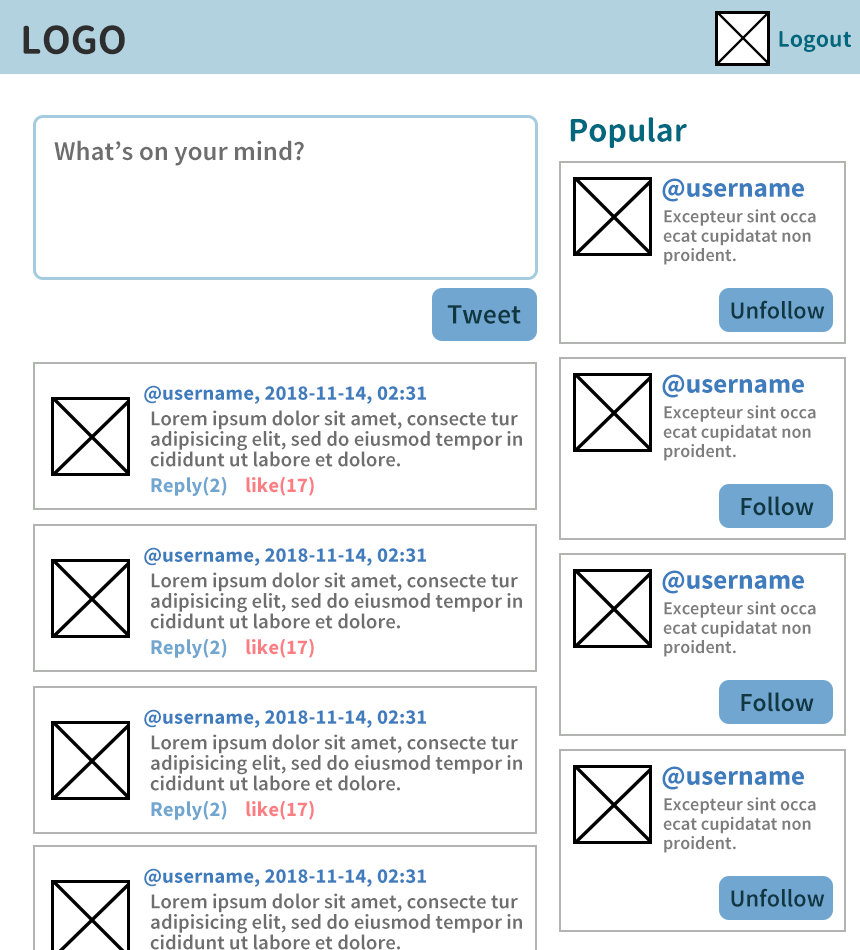 LOGO
Logout
What’s on your mind?
Tweet
@username, 2018-11-14, 02:31
Lorem ipsum dolor sit amet, consecte tur
adipisicing elit, sed do eiusmod tempor in
cididunt ut labore et dolore.
Reply(2) like(17)
@username, 2018-11-14, 02:31
Lorem ipsum dolor sit amet, consecte tur
adipisicing elit, sed do eiusmod tempor in
cididunt ut labore et dolore.
Reply(2) like(17)
@username, 2018-11-14, 02:31
Lorem ipsum dolor sit amet, consecte tur
adipisicing elit, sed do eiusmod tempor in
cididunt ut labore et dolore.
Reply(2) like(17)
@username, 2018-11-14, 02:31
Lorem ipsum dolor sit amet, consecte tur
adipisicing elit, sed do eiusmod tempor in
cididunt ut labore et dolore.
Popular
@username
Excepteur sint occa
ecat cupidatat non
proident.
Unfollow
@username
Excepteur sint occa
ecat cupidatat non
proident.
Follow
@username
Excepteur sint occa
ecat cupidatat non
proident.
Follow
@username
Excepteur sint occa
ecat cupidatat non
proident.
Unfollow